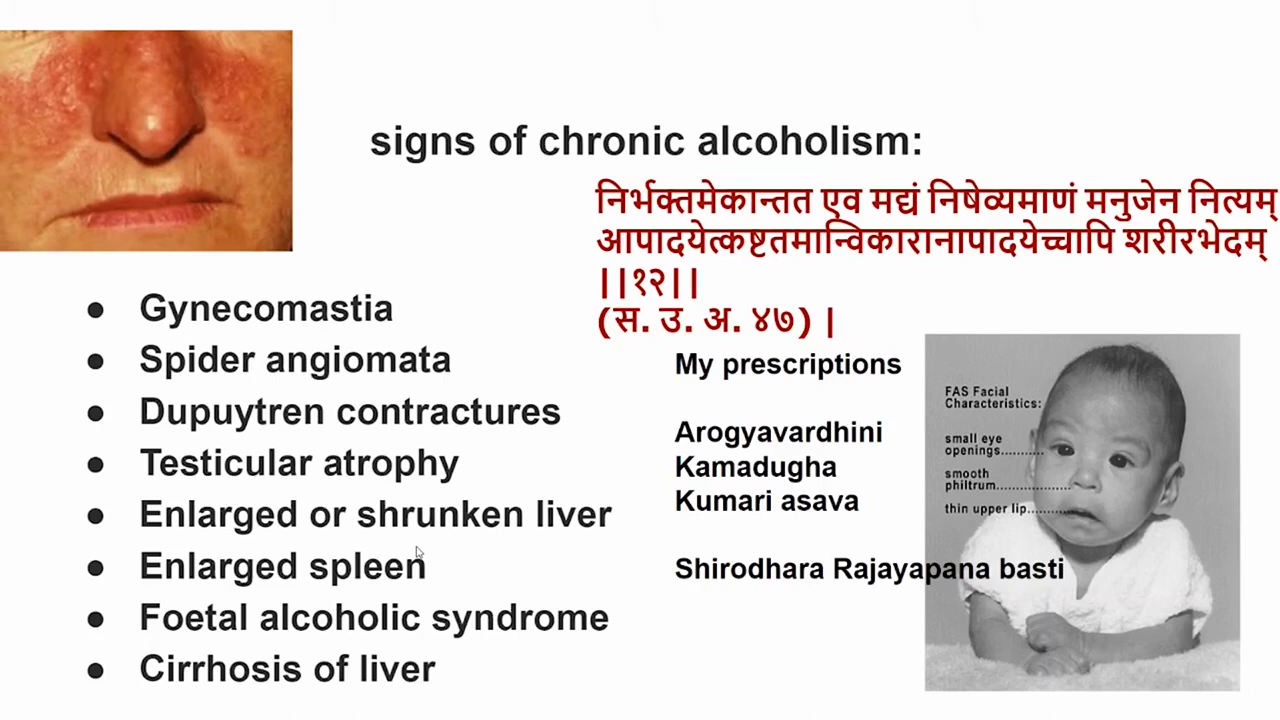 signs of chronic alcoholism:
निर्भक्तमेकान्तत एव मद्यं निषेव्यमाणं मनुजेन नित्यम्
आपादयेत्कष्टतमान्विकारानापादयेच्चापि शरीरभेदम्
||१२||
(स. उ. अ. ४७) |
● Gynecomastia
● Spider angiomata
● Dupuytren contractures
● Testicular atrophy
● Enlarged or shrunken liver
● Enlarged spleen
● Foetal alcoholic syndrome
● Cirrhosis of liver
My prescriptions
Arogyavardhini
Kamadugha
Kumari asava
Shirodhara Rajayapana basti
FAS Facial
Characteristics:
small eye
openings...........
smooth
philtrum......................
thin upper lip...............